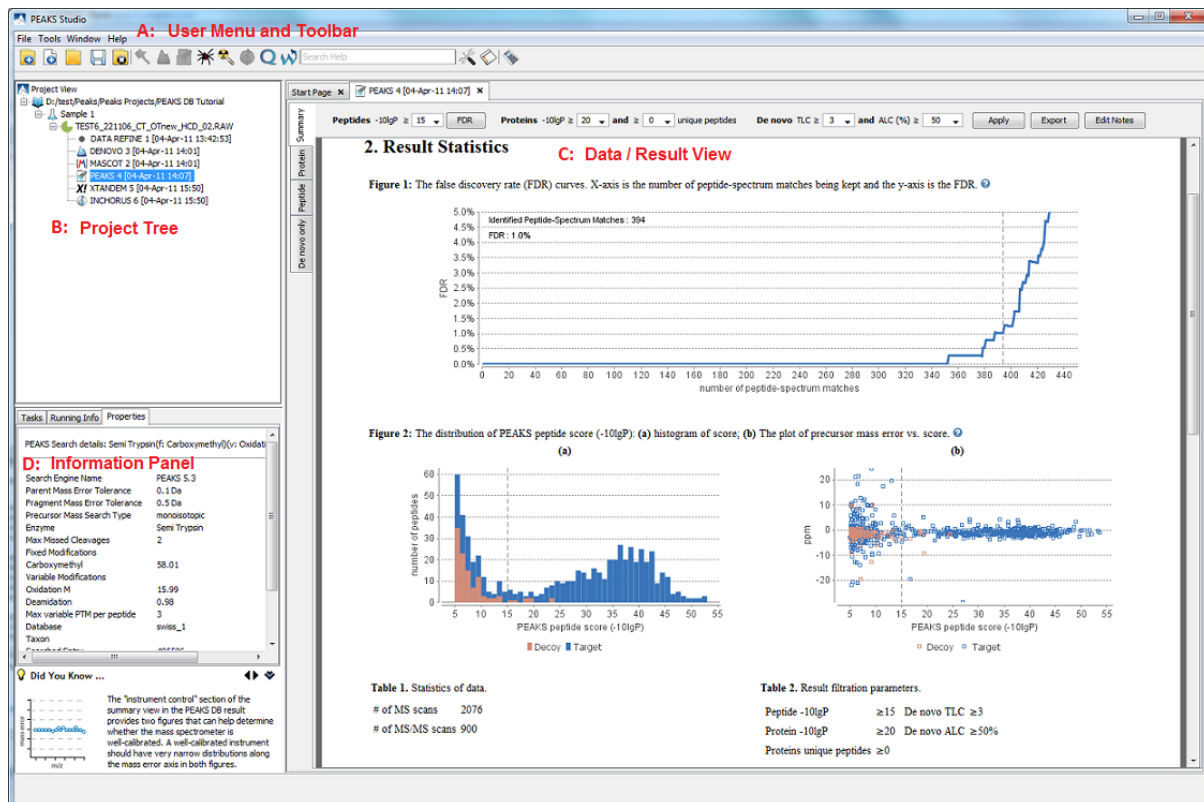 PEAKS Studio
File Tools Window Help
A: User Menu and Toolbar
Search Help
Project View
D:/test/Peaks/Peaks Projects/PEAKS DB Tutorial
Sample 1
TEST6_221106_CT_OTnew_HCD_02.RAW
DATA REFINE 1 [04-Apr-11 13:42:53]
DENOVO 3 [04-Apr-11 14:01]
MASCOT 2 [04-Apr-11 14:01]
PEAKS 4 [04-Apr-11 14:07]
X! XTANDEM 5 [04-Apr-11 15:50]
INCHORUS 6 [04-Apr-11 15:50]
B: Project Tree
Tasks Running Info Properties
PEAKS Search details: Semi Trypsin(f: Carboxymethyl)(v: Oxidati
D: Information Panel
Search Engine Name PEAKS 5.3
Parent Mass Error Tolerance 0.1 Da
Fragment Mass Error Tolerance 0.5 Da
Precursor Mass Search Type monoisotopic
Enzyme Semi Trypsin
Max Missed Cleavages 2
Fixed Modifications
Carboxymethyl 58.01
Variable Modifications
Oxidation M 15.99
Deamidation 0.98
Max variable PTM per peptide 3
Database swiss_1
Taxon
Did You Know ...
mass error
m/z
The "instrument control" section of the
summary view in the PEAKS DB result
provides two figures that can help determine
whether the mass spectrometer is
well-calibrated. A well-calibrated instrument
should have very narrow distributions along
the mass error axis in both figures.
Start Page PEAKS 4 [04-Apr-11 14:07]
Summary
Protein
Peptide
De novo only
Peptides -10lgP ≥ 15 FDR Proteins -10lgP ≥ 20 and ≥ 0 unique peptides De novo TLC ≥ 3 and ALC (%) ≥ 50 Apply Export Edit Notes
2. Result Statistics
C: Data / Result View
Figure 1: The false discovery rate (FDR) curves. X-axis is the number of peptide-spectrum matches being kept and the y-axis is the FDR.
Identified Peptide-Spectrum Matches : 394
FDR : 1.0%
FDR
5.0%
4.5%
4.0%
3.5%
3.0%
2.5%
2.0%
1.5%
1.0%
0.5%
0.0%
0 20 40 60 80 100 120 140 160 180 200 220 240 260 280 300 320 340 360 380 400 420 440
number of peptide-spectrum matches
Figure 2: The distribution of PEAKS peptide score (-10lgP): (a) histogram of score; (b) The plot of precursor mass error vs. score.
(a)
number of peptides
60
50
40
30
20
10
0
5 10 15 20 25 30 35 40 45 50 55
PEAKS peptide score (-10lgP)
Decoy Target
(b)
ppm
20
10
0
-10
-20
5 10 15 20 25 30 35 40 45 50 55
PEAKS peptide score (-10lgP)
Decoy Target
Table 1. Statistics of data.
# of MS scans 2076
# of MS/MS scans 900
Table 2. Result filtration parameters.
Peptide -10lgP ≥15 De novo TLC ≥3
Protein -10lgP ≥20 De novo ALC ≥50%
Proteins unique peptides ≥0